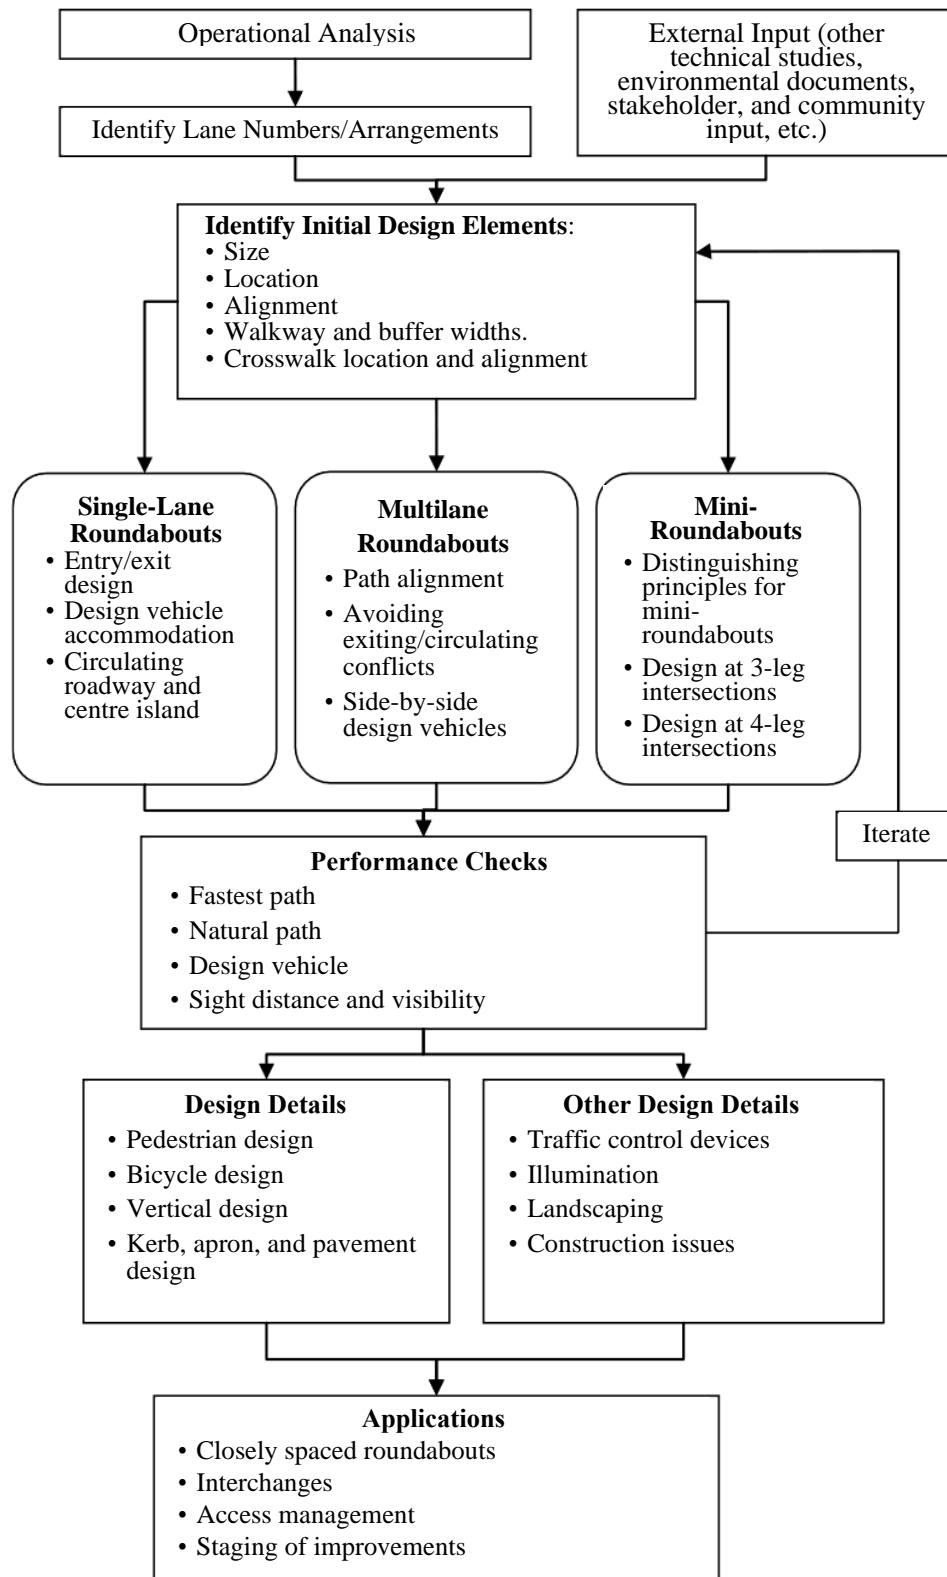 Operational Analysis
External Input (other
technical studies,
environmental documents,
stakeholder, and community
input, etc.)
Identify Lane Numbers/Arrangements
Identify Initial Design Elements:
• Size
• Location
• Alignment
• Walkway and buffer widths.
• Crosswalk location and alignment
Single-Lane
Roundabouts
• Entry/exit
design
• Design vehicle
accommodation
• Circulating
roadway and
centre island
Multilane
Roundabouts
• Path alignment
• Avoiding
exiting/circulating
conflicts
• Side-by-side
design vehicles
Mini-
Roundabouts
• Distinguishing
principles for
mini-
roundabouts
• Design at 3-leg
intersections
• Design at 4-leg
intersections
Iterate
Performance Checks
• Fastest path
• Natural path
• Design vehicle
• Sight distance and visibility
Design Details
• Pedestrian design
• Bicycle design
• Vertical design
• Kerb, apron, and pavement
design
Other Design Details
• Traffic control devices
• Illumination
• Landscaping
• Construction issues
Applications
• Closely spaced roundabouts
• Interchanges
• Access management
• Staging of improvements